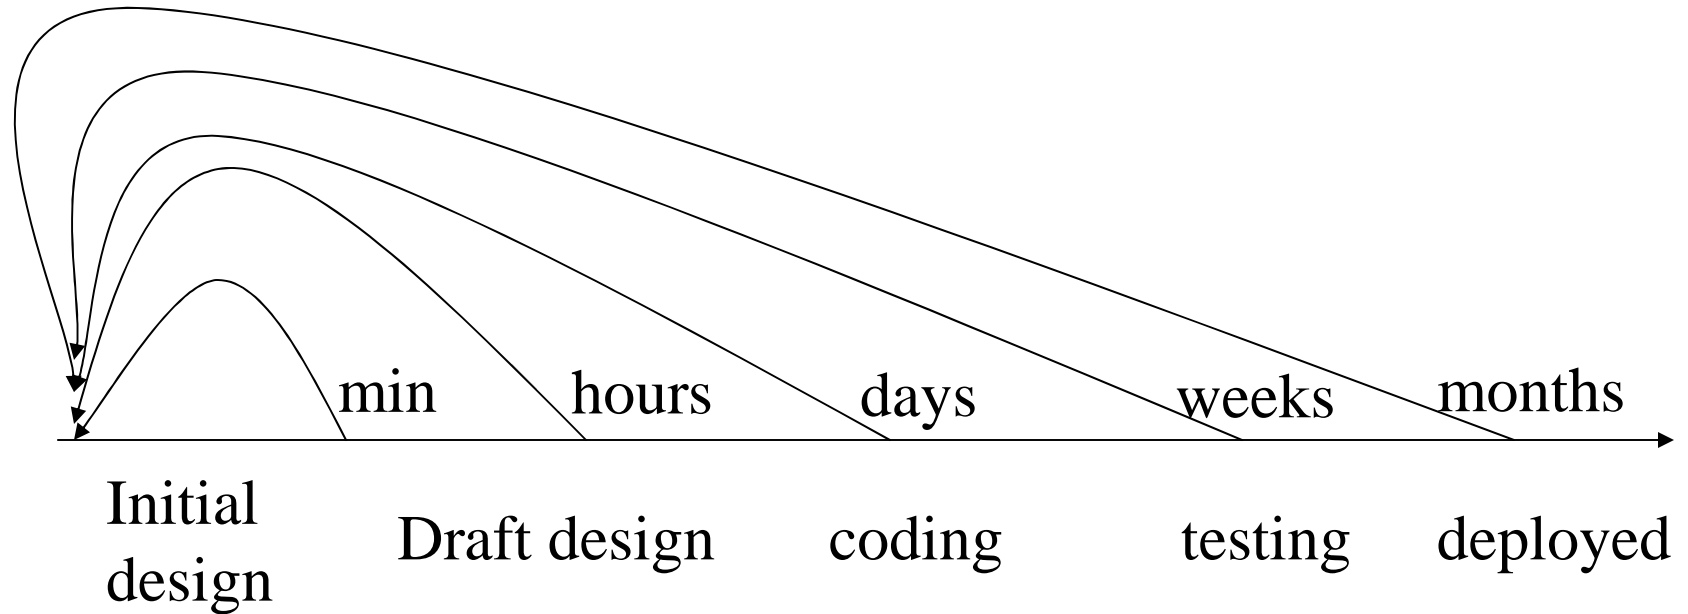 min hours days weeks months
Initial
design
Draft design coding testing deployed